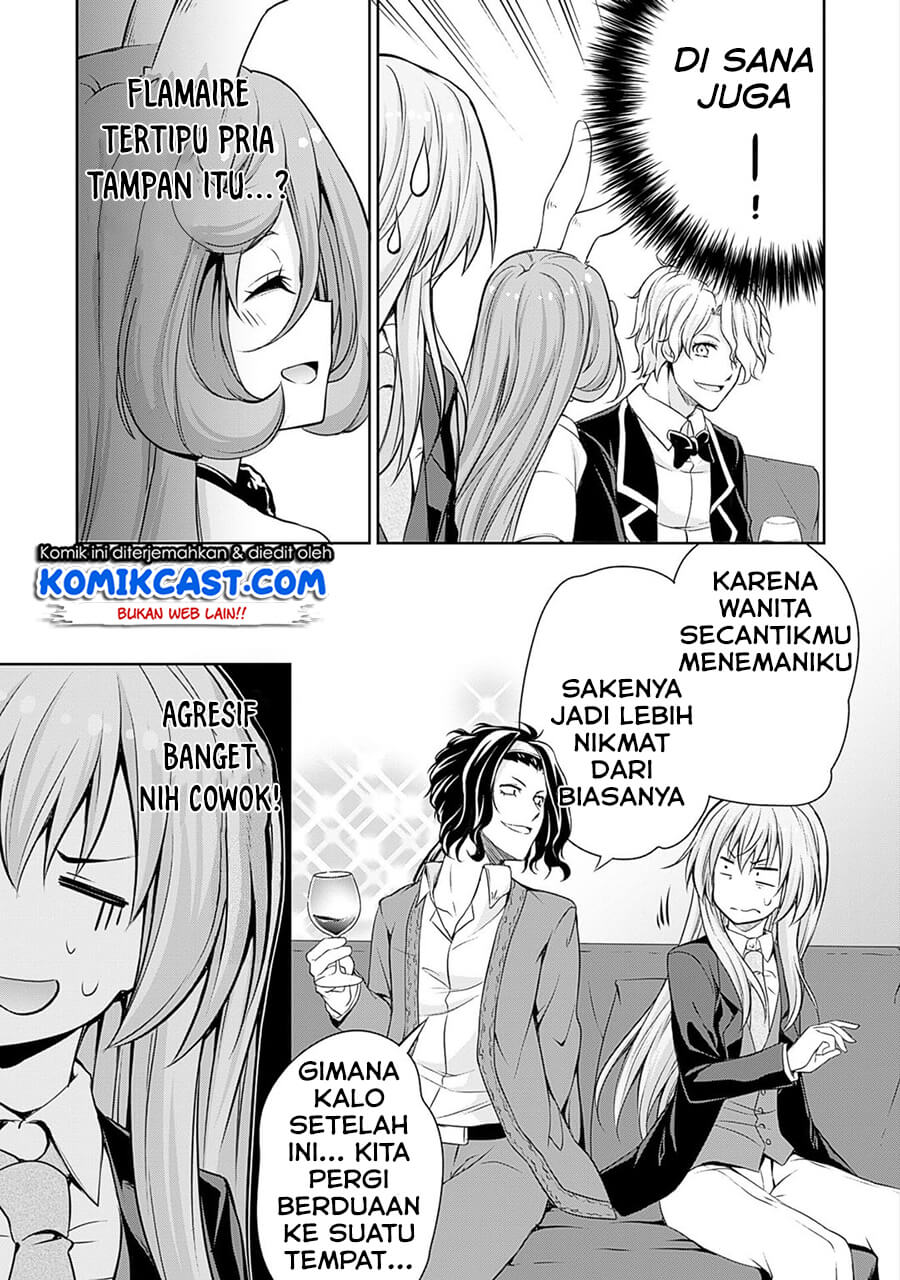 DI SANA
JUGA
—!
FLAMAIRE
TERTIPU PRIA
TAMPAN ITU...?
Komik ini diterjemahkan & diedit oleh
KOMIKCAST.COM
BUKAN WEB LAIN!!
KARENA
WANITA
SECANTIKMU
MENEMANIKU
SAKENYA
JADI LEBIH
NIKMAT
DARI
BIASANYA
AGRESIF
BANGET
NIH COWOK!
GIMANA
KALO
SETELAH
INI... KITA
PERGI
BERDUAAN
KE SUATU
TEMPAT...